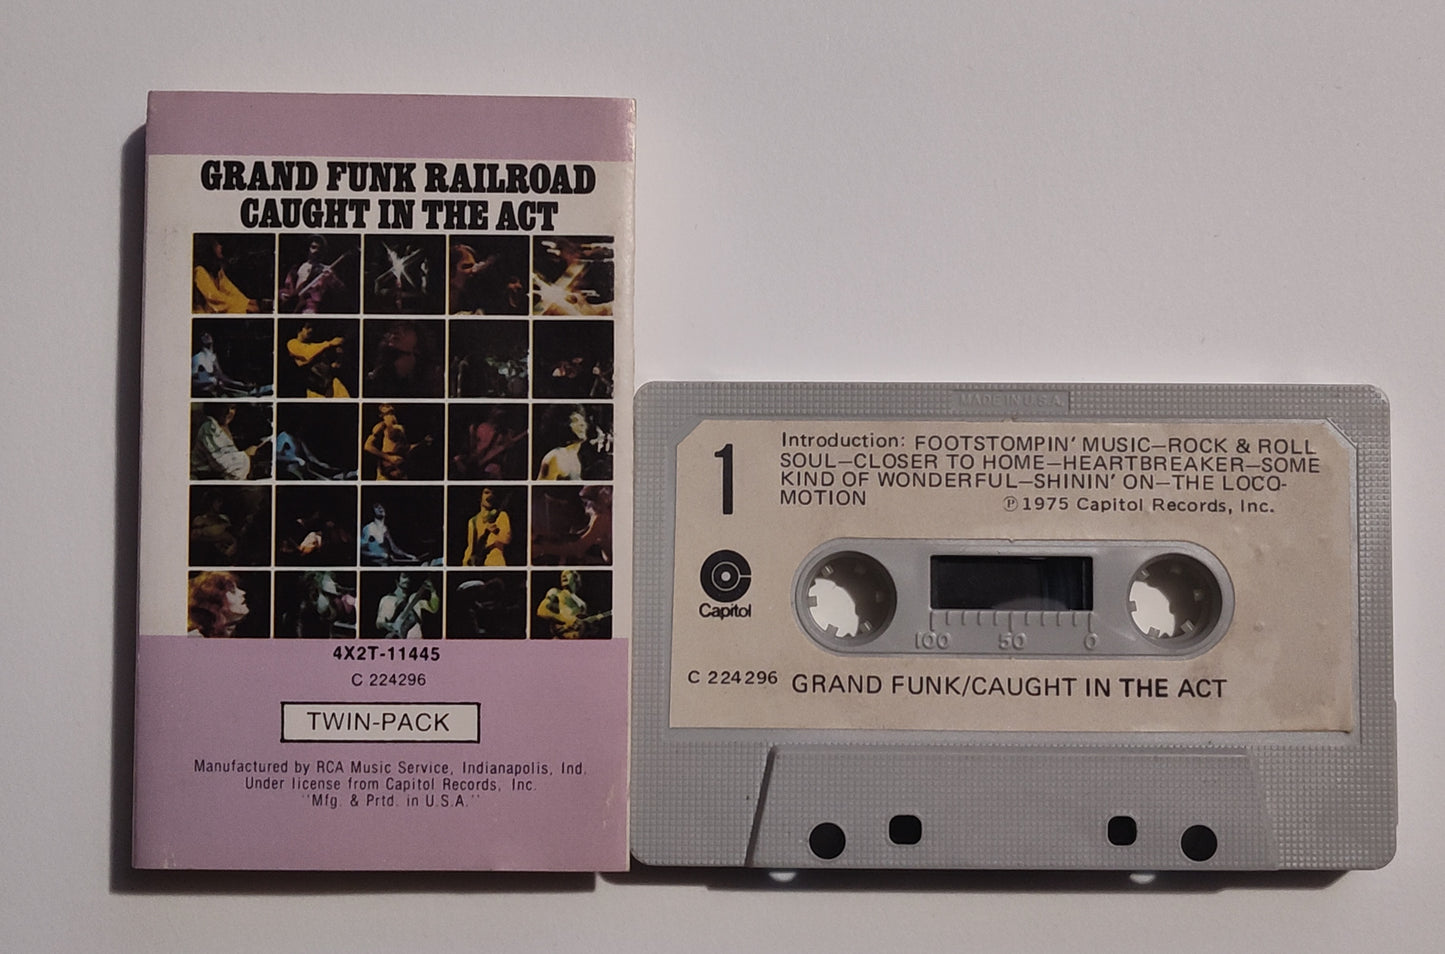 GRAND FUNK RAILROAD
CAUGHT IN THE ACT
4X2T-11445
C 224296
TWIN-PACK
Manufactured by RCA Music Service, Indianapolis, Ind.
Under license from Capitol Records, Inc.
"Mfg. & Prtd. in U.S.A."
MADE IN U.S.A.
1
Introduction: FOOTSTOMPIN' MUSIC—ROCK & ROLL
SOUL—CLOSER TO HOME—HEARTBREAKER—SOME
KIND OF WONDERFUL—SHININ' ON—THE LOCO-
MOTION
℗ 1975 Capitol Records, Inc.
Capitol
100 50 0
C 224296
GRAND FUNK/CAUGHT IN THE ACT